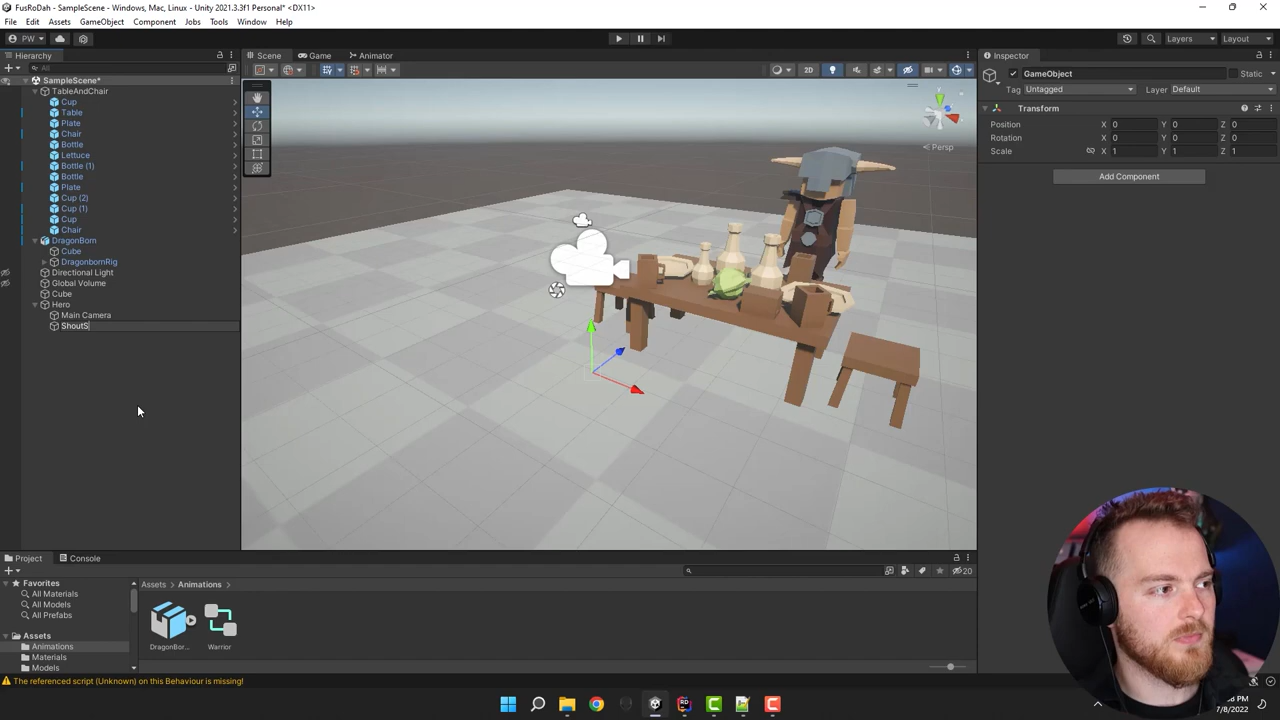 FusRoDah - SampleScene - Windows, Mac, Linux - Unity 2021.3.3f1 Personal* <DX11>
File Edit Assets GameObject Component Jobs Tools Window Help
PW
Layers
Layout
Hierarchy
Scene
Game
Animator
Inspector
All
2D
SampleScene*
TableAndChair
Cup
Table
Plate
Chair
Bottle
Lettuce
Bottle (1)
Bottle
Plate
Cup (2)
Cup (1)
Cup
Chair
DragonBorn
Cube
DragonbornRig
Directional Light
Global Volume
Cube
Hero
Main Camera
ShoutS
Persp
GameObject
Static
Tag Untagged
Layer Default
Transform
Position X 0 Y 0 Z 0
Rotation X 0 Y 0 Z 0
Scale X 1 Y 1 Z 1
Add Component
Project
Console
20
Favorites
All Materials
All Models
All Prefabs
Assets
Animations
Materials
Models
Assets
Animations
DragonBor...
Warrior
The referenced script (Unknown) on this Behaviour is missing!
7/8/2022